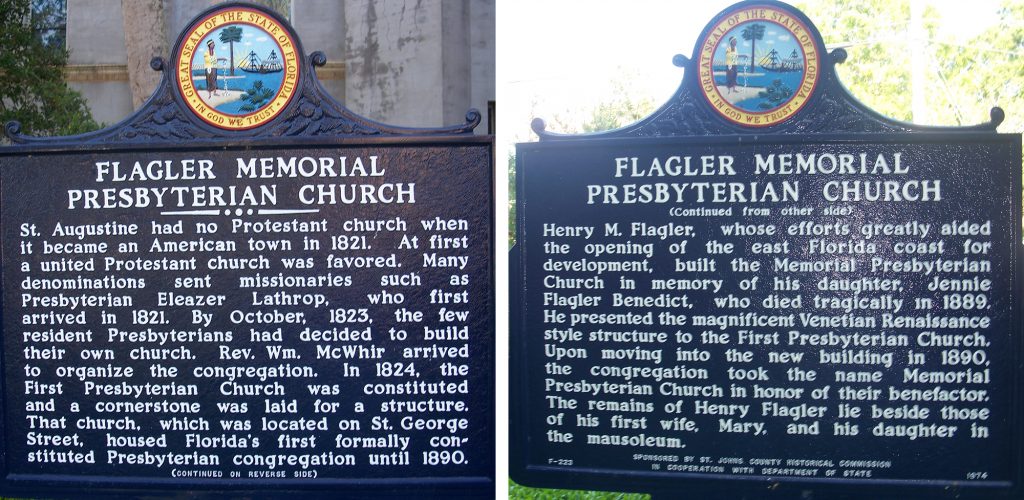 GREAT SEAL OF THE STATE OF FLORIDA
IN GOD WE TRUST
FLAGLER MEMORIAL
PRESBYTERIAN CHURCH
St. Augustine had no Protestant church when
it became an American town in 1821. At first
a united Protestant church was favored. Many
denominations sent missionaries such as
Presbyterian Eleazer Lathrop, who first
arrived in 1821. By October, 1823, the few
resident Presbyterians had decided to build
their own church. Rev. Wm. McWhir arrived
to organize the congregation. In 1824, the
First Presbyterian Church was constituted
and a cornerstone was laid for a structure.
That church, which was located on St. George
Street, housed Florida's first formally con-
stituted Presbyterian congregation until 1890.
(CONTINUED ON REVERSE SIDE)
GREAT SEAL OF THE STATE OF FLORIDA
IN GOD WE TRUST
FLAGLER MEMORIAL
PRESBYTERIAN CHURCH
(Continued from other side)
Henry M. Flagler, whose efforts greatly aided
the opening of the east Florida coast for
development, built the Memorial Presbyterian
Church in memory of his daughter, Jennie
Flagler Benedict, who died tragically in 1889.
He presented the magnificent Venetian Renaissance
style structure to the First Presbyterian Church.
Upon moving into the new building in 1890,
the congregation took the name Memorial
Presbyterian Church in honor of their benefactor.
The remains of Henry Flagler lie beside those
of his first wife, Mary, and his daughter in
the mausoleum.
F-223 SPONSORED BY ST. JOHNS COUNTY HISTORICAL COMMISSION
IN COOPERATION WITH DEPARTMENT OF STATE 1974